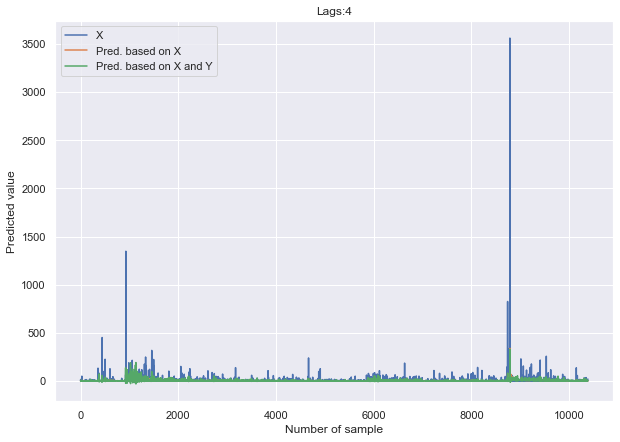 Lags:4
X
Pred. based on X
Pred. based on X and Y
Predicted value
3500
3000
2500
2000
1500
1000
500
0
0 2000 4000 6000 8000 10000
Number of sample